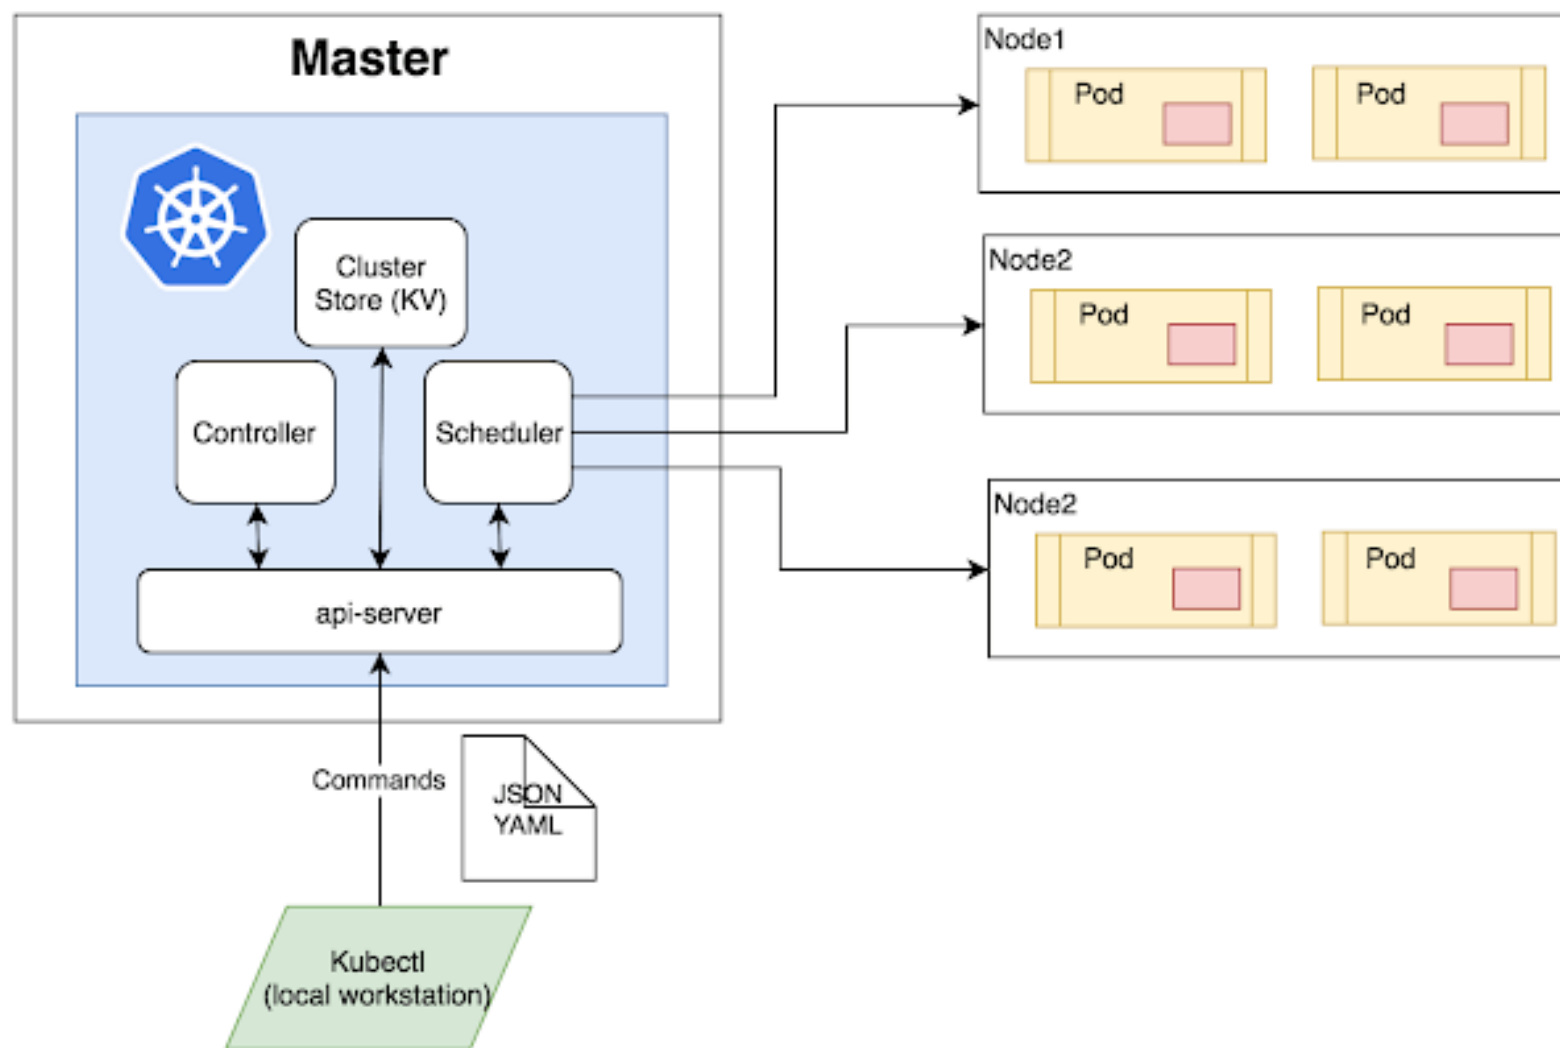 Master
Cluster
Store (KV)
Controller
Scheduler
api-server
Commands
JSON
YAML
Kubectl
(local workstation)
Node1
Pod
Pod
Node2
Pod
Pod
Node2
Pod
Pod